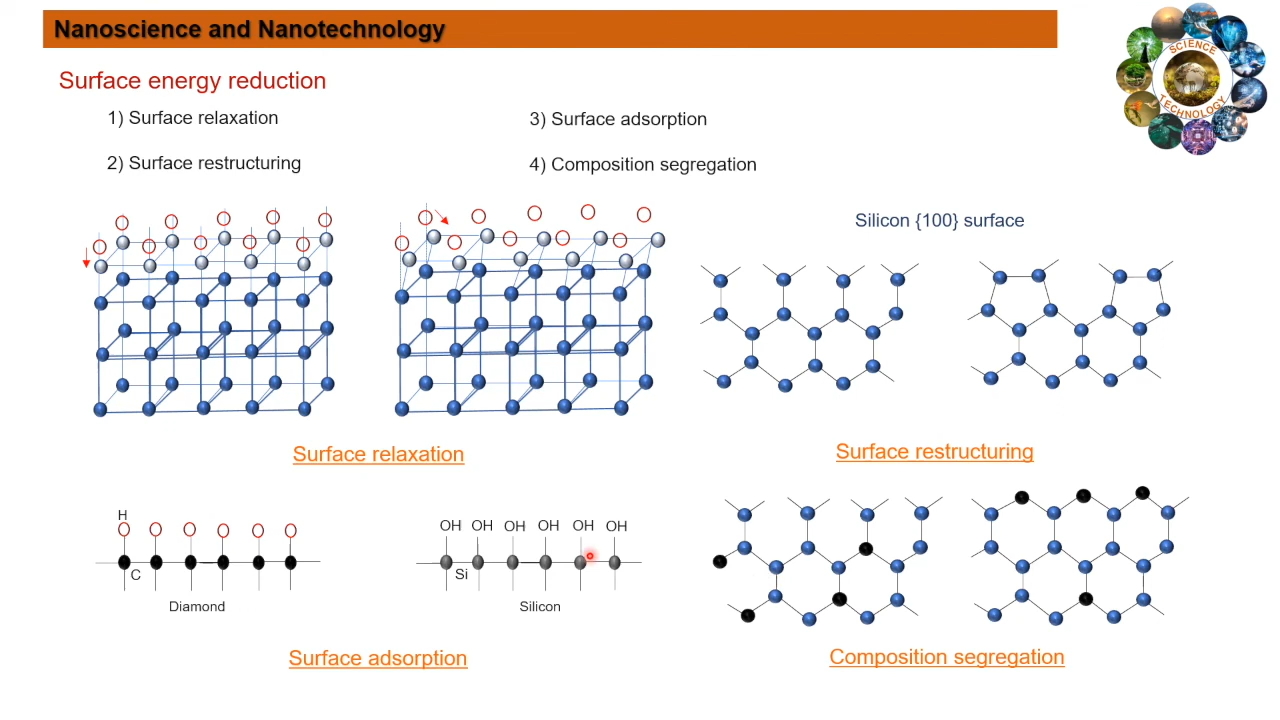 Nanoscience and Nanotechnology
SCIENCE
TECHNOLOGY
Surface energy reduction
1) Surface relaxation
3) Surface adsorption
2) Surface restructuring
4) Composition segregation
Silicon {100} surface
Surface relaxation
Surface restructuring
H
C
Diamond
OH OH OH OH OH OH
Si
Silicon
Surface adsorption
Composition segregation